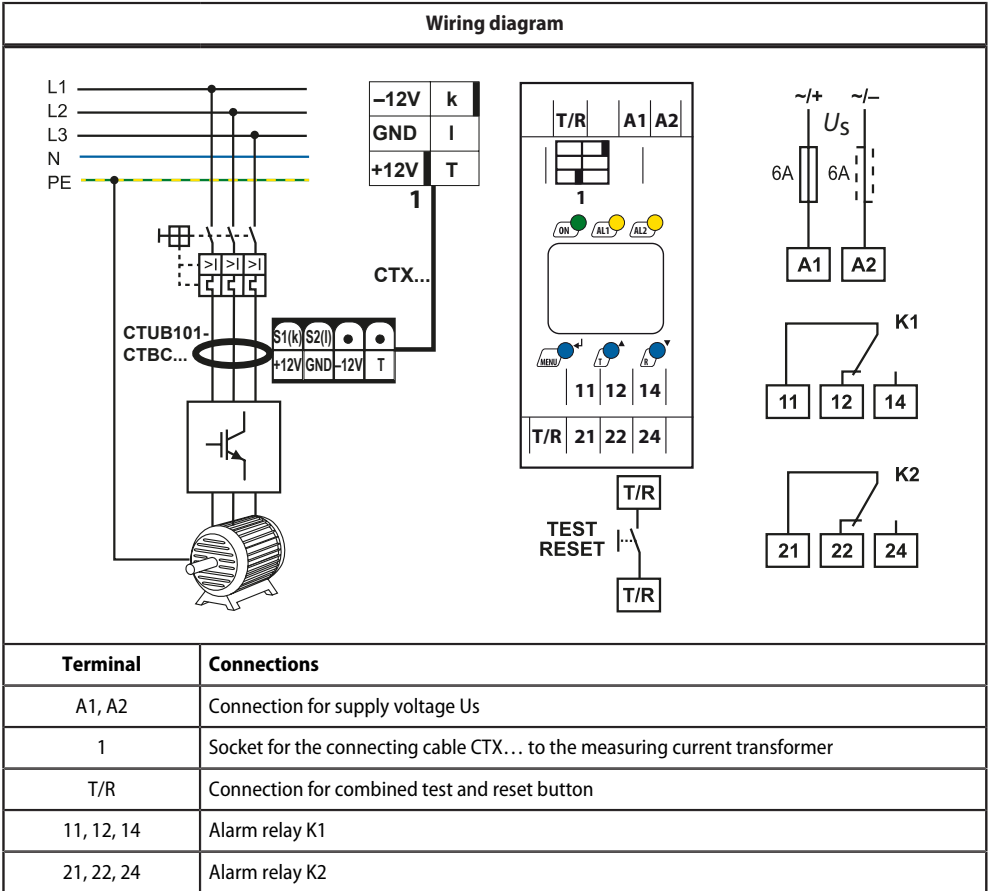 Wiring diagram
L1
L2
L3
N
PE
–12V k
GND l
+12V T
1
CTX...
>I >I >I
CTUB101-
CTBC...
S1(k) S2(l)
+12V GND –12V T
T/R A1 A2
1
ON AL1 AL2
MENU T R
11 12 14
T/R 21 22 24
T/R
TEST
RESET
T/R
~/+ ~/–
Us
6A 6A
A1 A2
K1
11 12 14
K2
21 22 24
Terminal Connections
A1, A2 Connection for supply voltage Us
1 Socket for the connecting cable CTX… to the measuring current transformer
T/R Connection for combined test and reset button
11, 12, 14 Alarm relay K1
21, 22, 24 Alarm relay K2